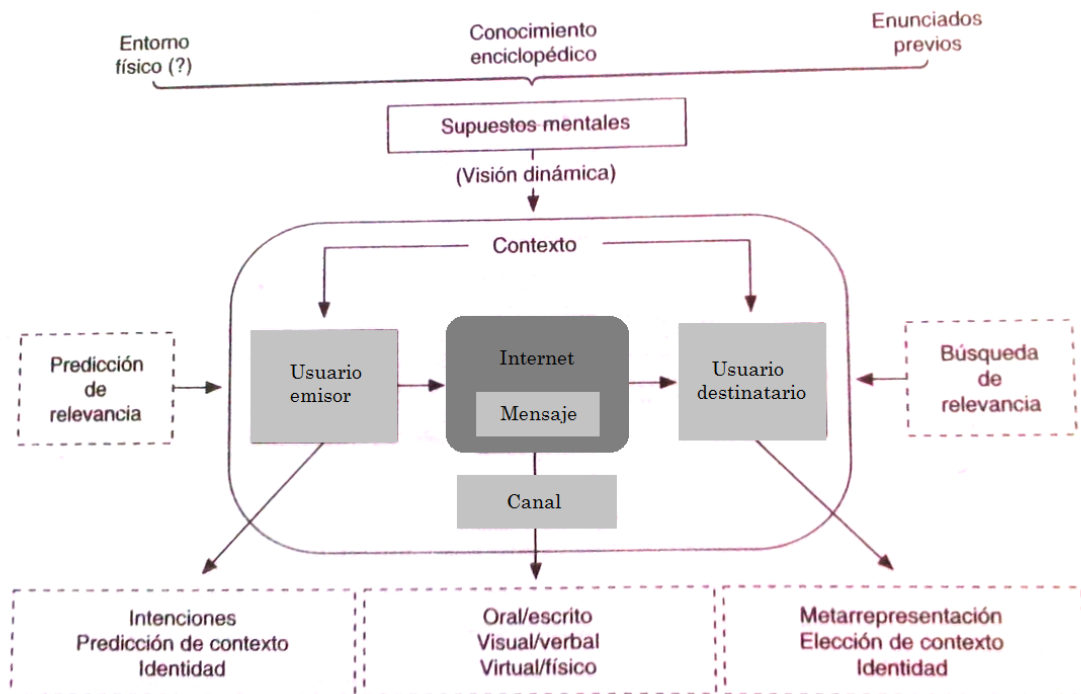 Entorno
físico (?)
Conocimiento
enciclopédico
Enunciados
previos
Supuestos mentales
(Visión dinámica)
Contexto
Predicción
de
relevancia
Usuario
emisor
Internet
Mensaje
Usuario
destinatario
Búsqueda
de
relevancia
Canal
Intenciones
Predicción de contexto
Identidad
Oral/escrito
Visual/verbal
Virtual/físico
Metarrepresentación
Elección de contexto
Identidad